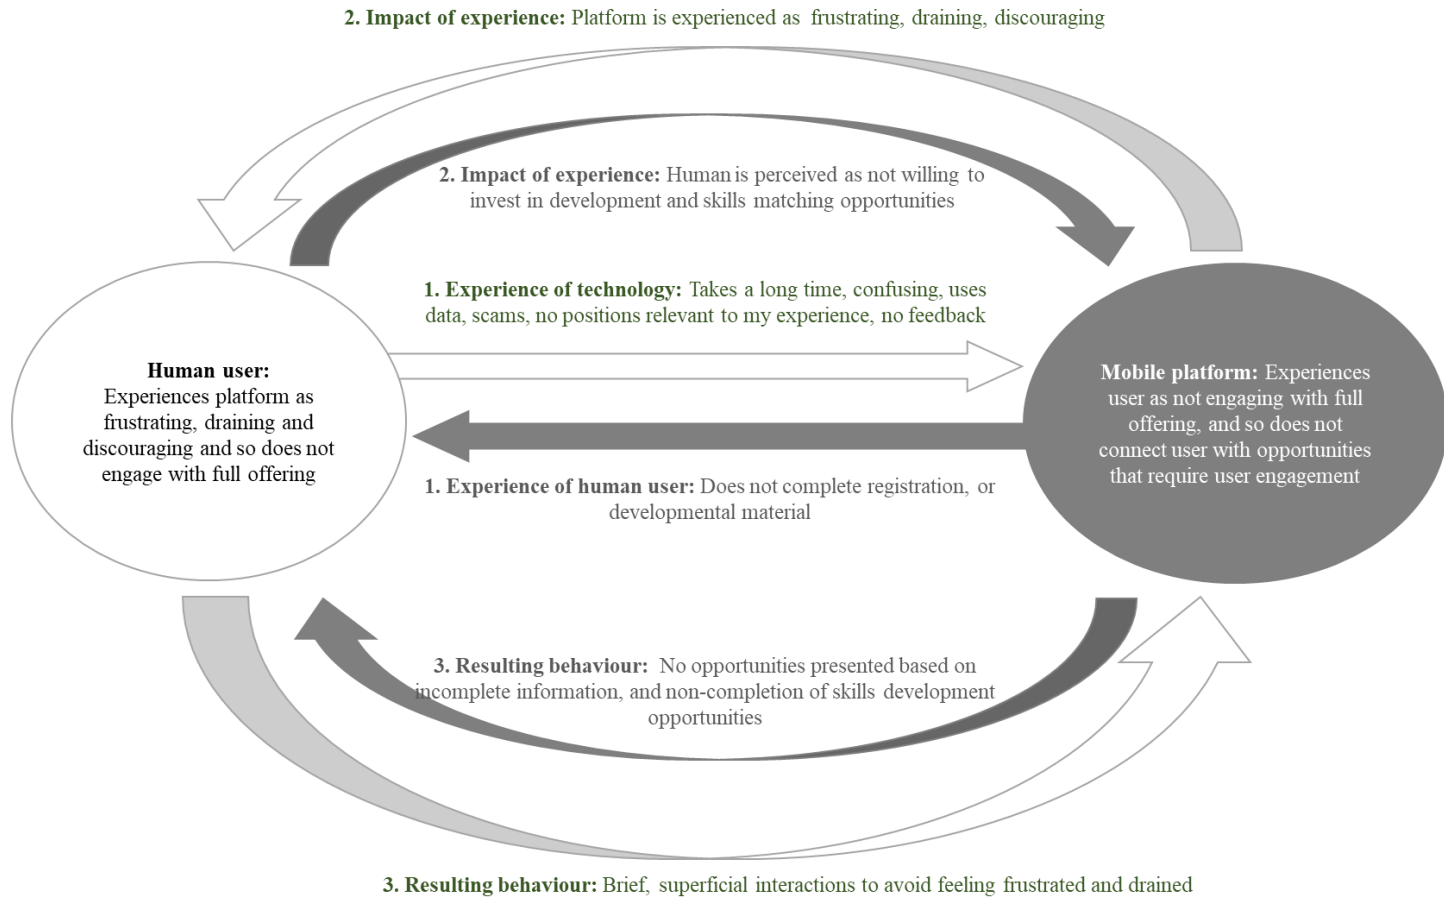 2. Impact of experience: Platform is experienced as frustrating, draining, discouraging
2. Impact of experience: Human is perceived as not willing to
invest in development and skills matching opportunities
1. Experience of technology: Takes a long time, confusing, uses
data, scams, no positions relevant to my experience, no feedback
Human user:
Experiences platform as
frustrating, draining and
discouraging and so does not
engage with full offering
Mobile platform: Experiences
user as not engaging with full
offering, and so does not
connect user with opportunities
that require user engagement
1. Experience of human user: Does not complete registration, or
developmental material
3. Resulting behaviour: No opportunities presented based on
incomplete information, and non-completion of skills development
opportunities
3. Resulting behaviour: Brief, superficial interactions to avoid feeling frustrated and drained